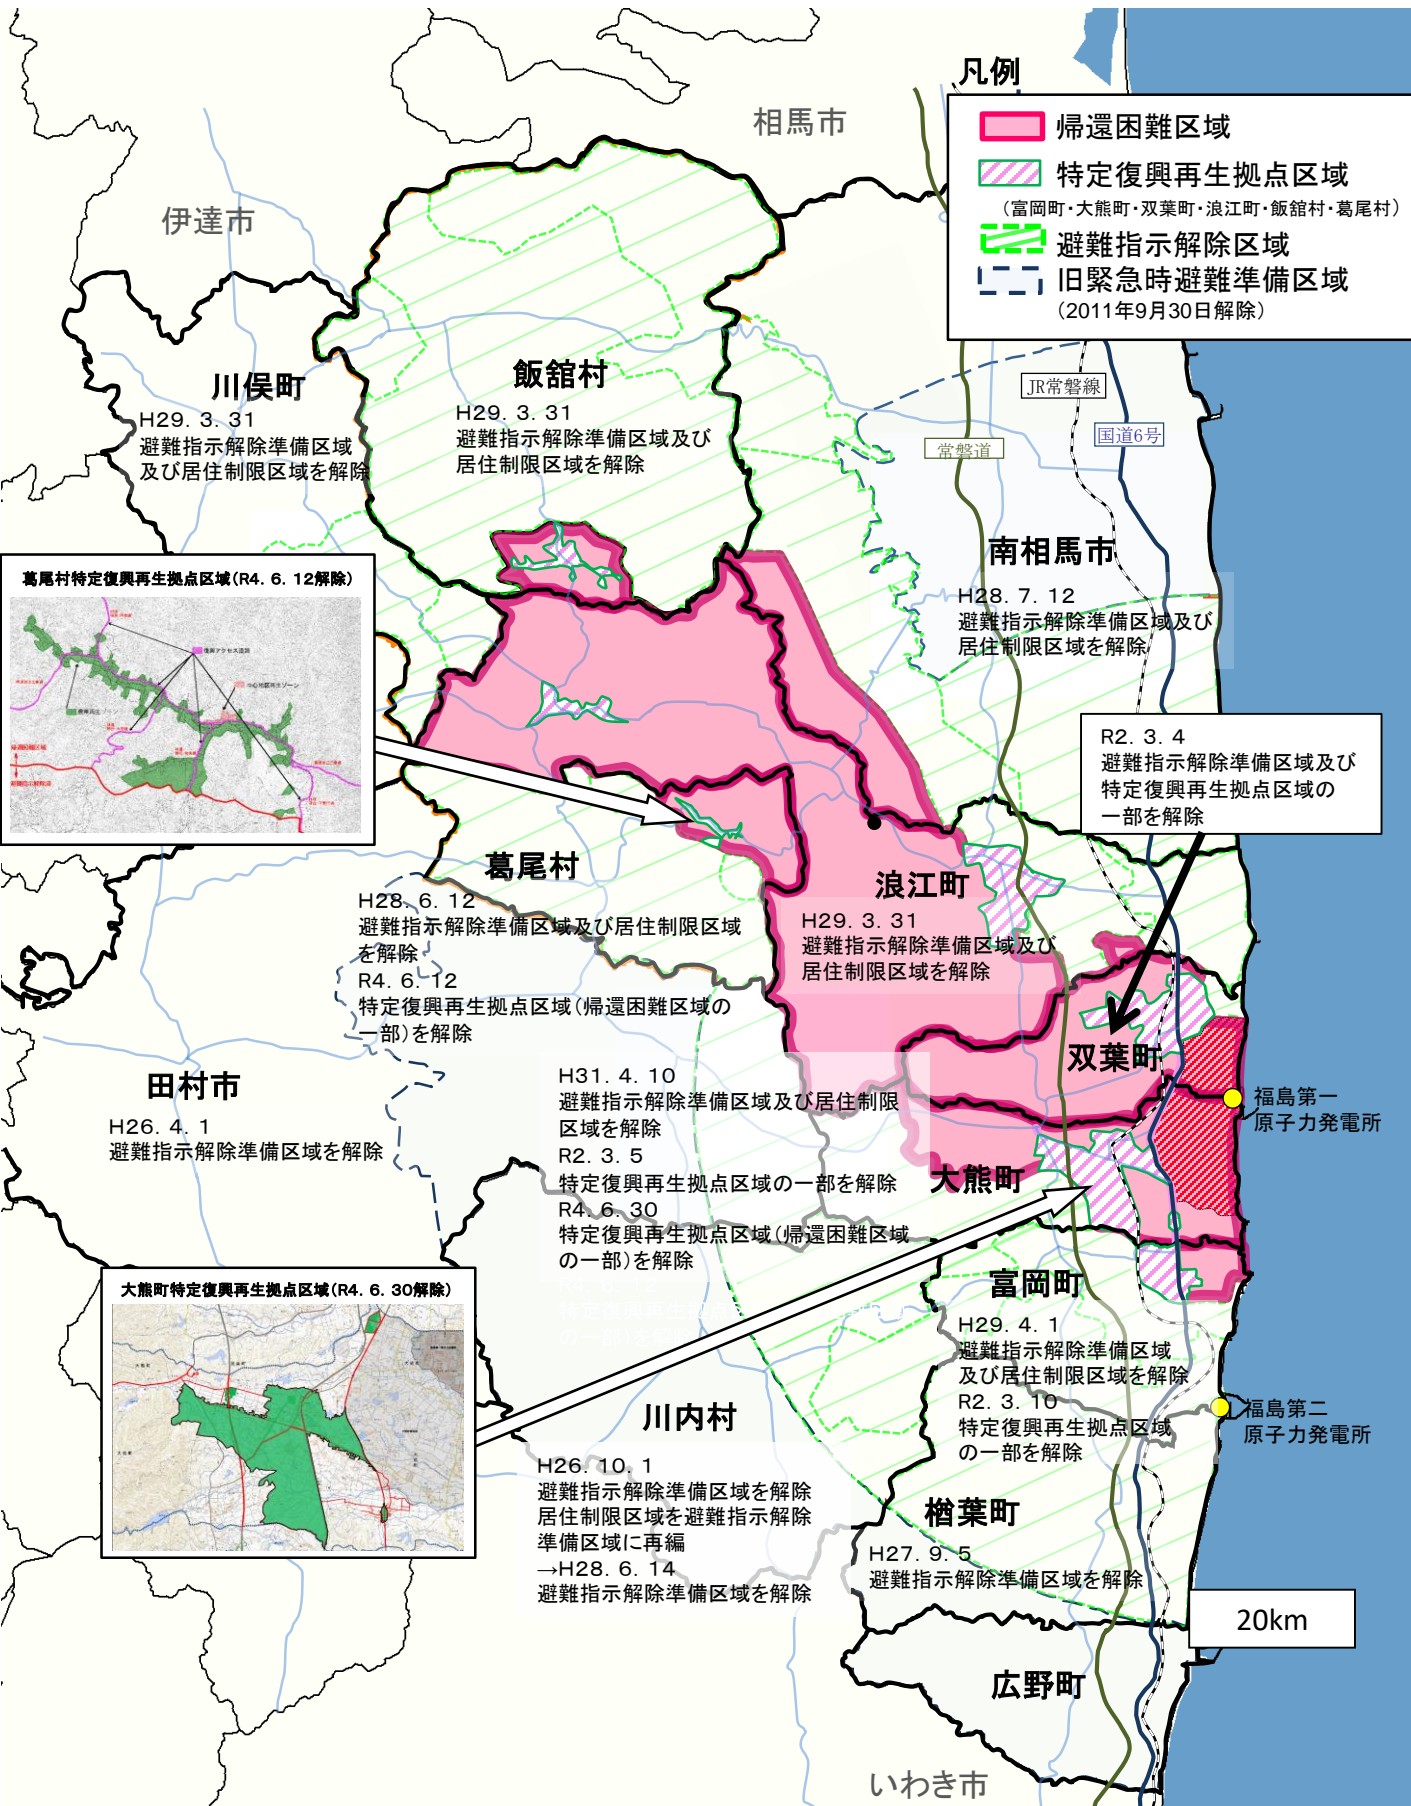 凡例
帰還困難区域
特定復興再生拠点区域
（富岡町・大熊町・双葉町・浪江町・飯舘村・葛尾村）
避難指示解除区域
旧緊急時避難準備区域
（2011年9月30日解除）
相馬市
伊達市
川俣町
H29. 3. 31
避難指示解除準備区域
及び居住制限区域を解除
飯舘村
H29. 3. 31
避難指示解除準備区域及び
居住制限区域を解除
JR常磐線
国道6号
常磐道
南相馬市
H28. 7. 12
避難指示解除準備区域及び
居住制限区域を解除
葛尾村特定復興再生拠点区域(R4. 6. 12解除)
復興アクセス道路
R2. 3. 4
避難指示解除準備区域及び
特定復興再生拠点区域の
一部を解除
葛尾村
H28. 6. 12
避難指示解除準備区域及び居住制限区域
を解除
R4. 6. 12
特定復興再生拠点区域（帰還困難区域の
一部）を解除
浪江町
H29. 3. 31
避難指示解除準備区域及び
居住制限区域を解除
双葉町
福島第一
原子力発電所
田村市
H26. 4. 1
避難指示解除準備区域を解除
H31. 4. 10
避難指示解除準備区域及び居住制限
区域を解除
R2. 3. 5
特定復興再生拠点区域の一部を解除
R4. 6. 30
特定復興再生拠点区域（帰還困難区域
の一部）を解除
大熊町
大熊町特定復興再生拠点区域(R4. 6. 30解除)
富岡町
H29. 4. 1
避難指示解除準備区域
及び居住制限区域を解除
R2. 3. 10
特定復興再生拠点区域
の一部を解除
福島第二
原子力発電所
川内村
H26. 10. 1
避難指示解除準備区域を解除
居住制限区域を避難指示解除
準備区域に再編
→H28. 6. 14
避難指示解除準備区域を解除
楢葉町
H27. 9. 5
避難指示解除準備区域を解除
20km
広野町
いわき市